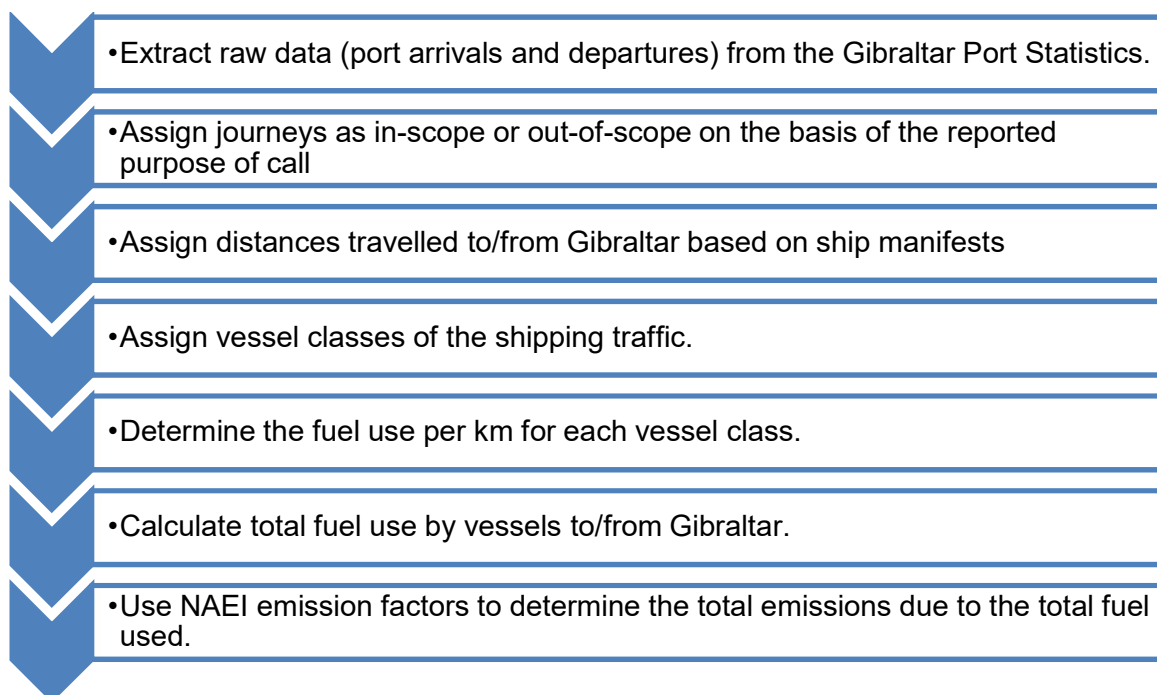 •Extract raw data (port arrivals and departures) from the Gibraltar Port Statistics.
•Assign journeys as in-scope or out-of-scope on the basis of the reported
purpose of call
•Assign distances travelled to/from Gibraltar based on ship manifests
•Assign vessel classes of the shipping traffic.
•Determine the fuel use per km for each vessel class.
•Calculate total fuel use by vessels to/from Gibraltar.
•Use NAEI emission factors to determine the total emissions due to the total fuel
used.